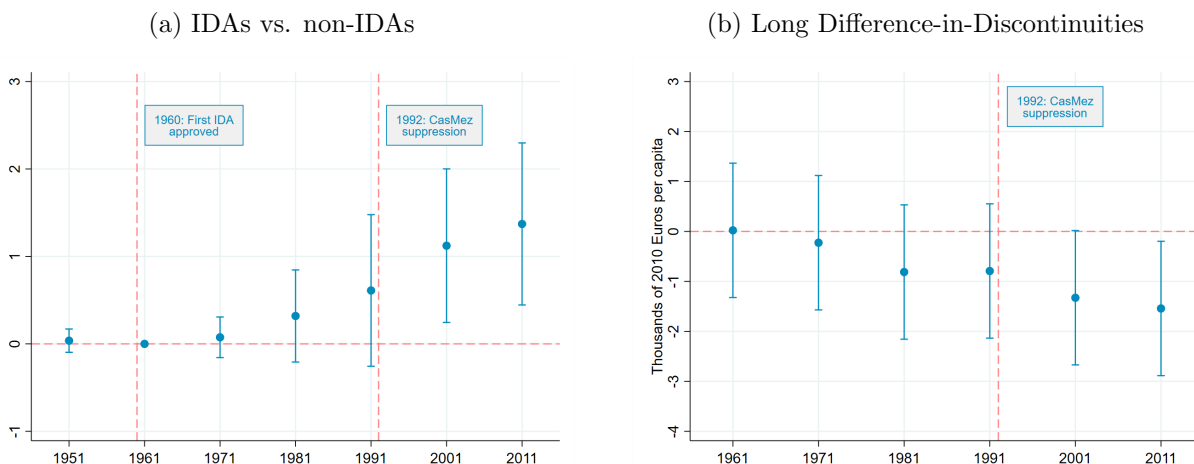 (a) IDAs vs. non-IDAs
3
2
1
0
-1
1960: First IDA
approved
1992: CasMez
suppression
1951 1961 1971 1981 1991 2001 2011
(b) Long Difference-in-Discontinuities
Thousands of 2010 Euros per capita
3
2
1
0
-1
-2
-3
-4
1992: CasMez
suppression
1961 1971 1981 1991 2001 2011